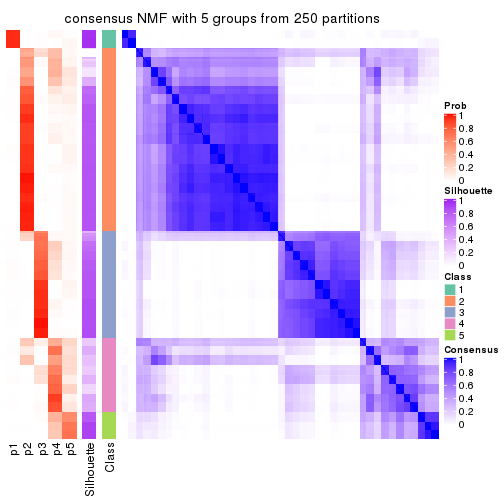 consensus NMF with 5 groups from 250 partitions
Prob
1
0.8
0.6
0.4
0.2
0
Silhouette
1
0.8
0.6
0.4
0.2
0
Class
1
2
3
4
5
Consensus
1
0.8
0.6
0.4
0.2
0
p1
p2
p3
p4
p5
Silhouette
Class